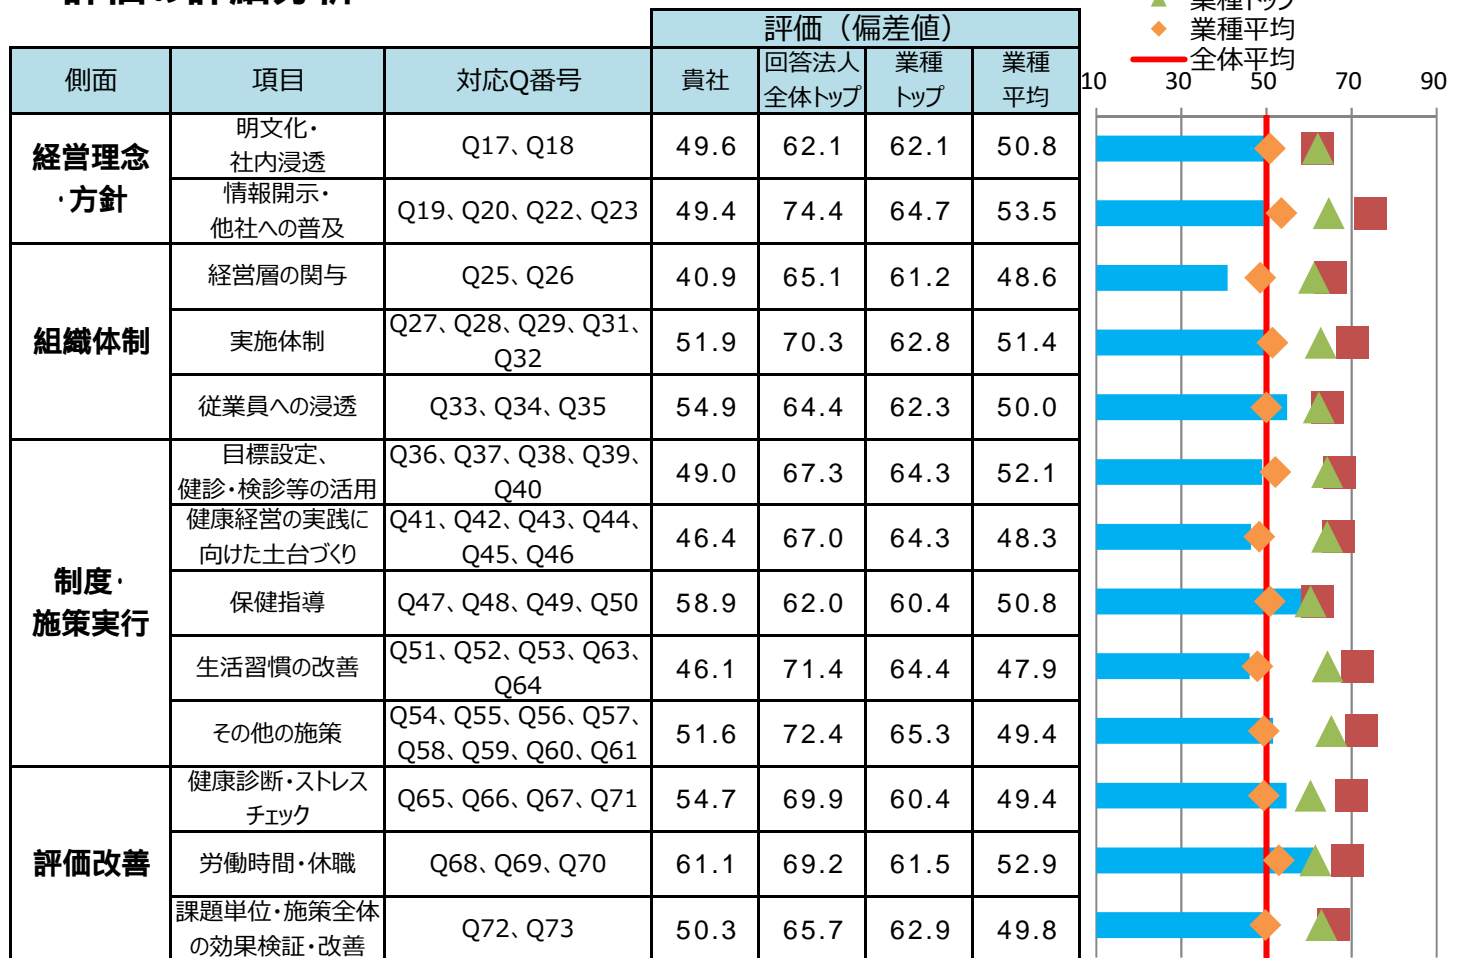 評価の詳細分析
業種トップ
業種平均
全体平均
評価（偏差値）
側面 項目 対応Q番号 貴社 回答法人全体トップ 業種トップ 業種平均
10 30 50 70 90
経営理念・方針
明文化・社内浸透 Q17、Q18 49.6 62.1 62.1 50.8
情報開示・他社への普及 Q19、Q20、Q22、Q23 49.4 74.4 64.7 53.5
組織体制
経営層の関与 Q25、Q26 40.9 65.1 61.2 48.6
実施体制 Q27、Q28、Q29、Q31、Q32 51.9 70.3 62.8 51.4
従業員への浸透 Q33、Q34、Q35 54.9 64.4 62.3 50.0
制度・施策実行
目標設定、健診・検診等の活用 Q36、Q37、Q38、Q39、Q40 49.0 67.3 64.3 52.1
健康経営の実践に向けた土台づくり Q41、Q42、Q43、Q44、Q45、Q46 46.4 67.0 64.3 48.3
保健指導 Q47、Q48、Q49、Q50 58.9 62.0 60.4 50.8
生活習慣の改善 Q51、Q52、Q53、Q63、Q64 46.1 71.4 64.4 47.9
その他の施策 Q54、Q55、Q56、Q57、Q58、Q59、Q60、Q61 51.6 72.4 65.3 49.4
評価改善
健康診断・ストレスチェック Q65、Q66、Q67、Q71 54.7 69.9 60.4 49.4
労働時間・休職 Q68、Q69、Q70 61.1 69.2 61.5 52.9
課題単位・施策全体の効果検証・改善 Q72、Q73 50.3 65.7 62.9 49.8